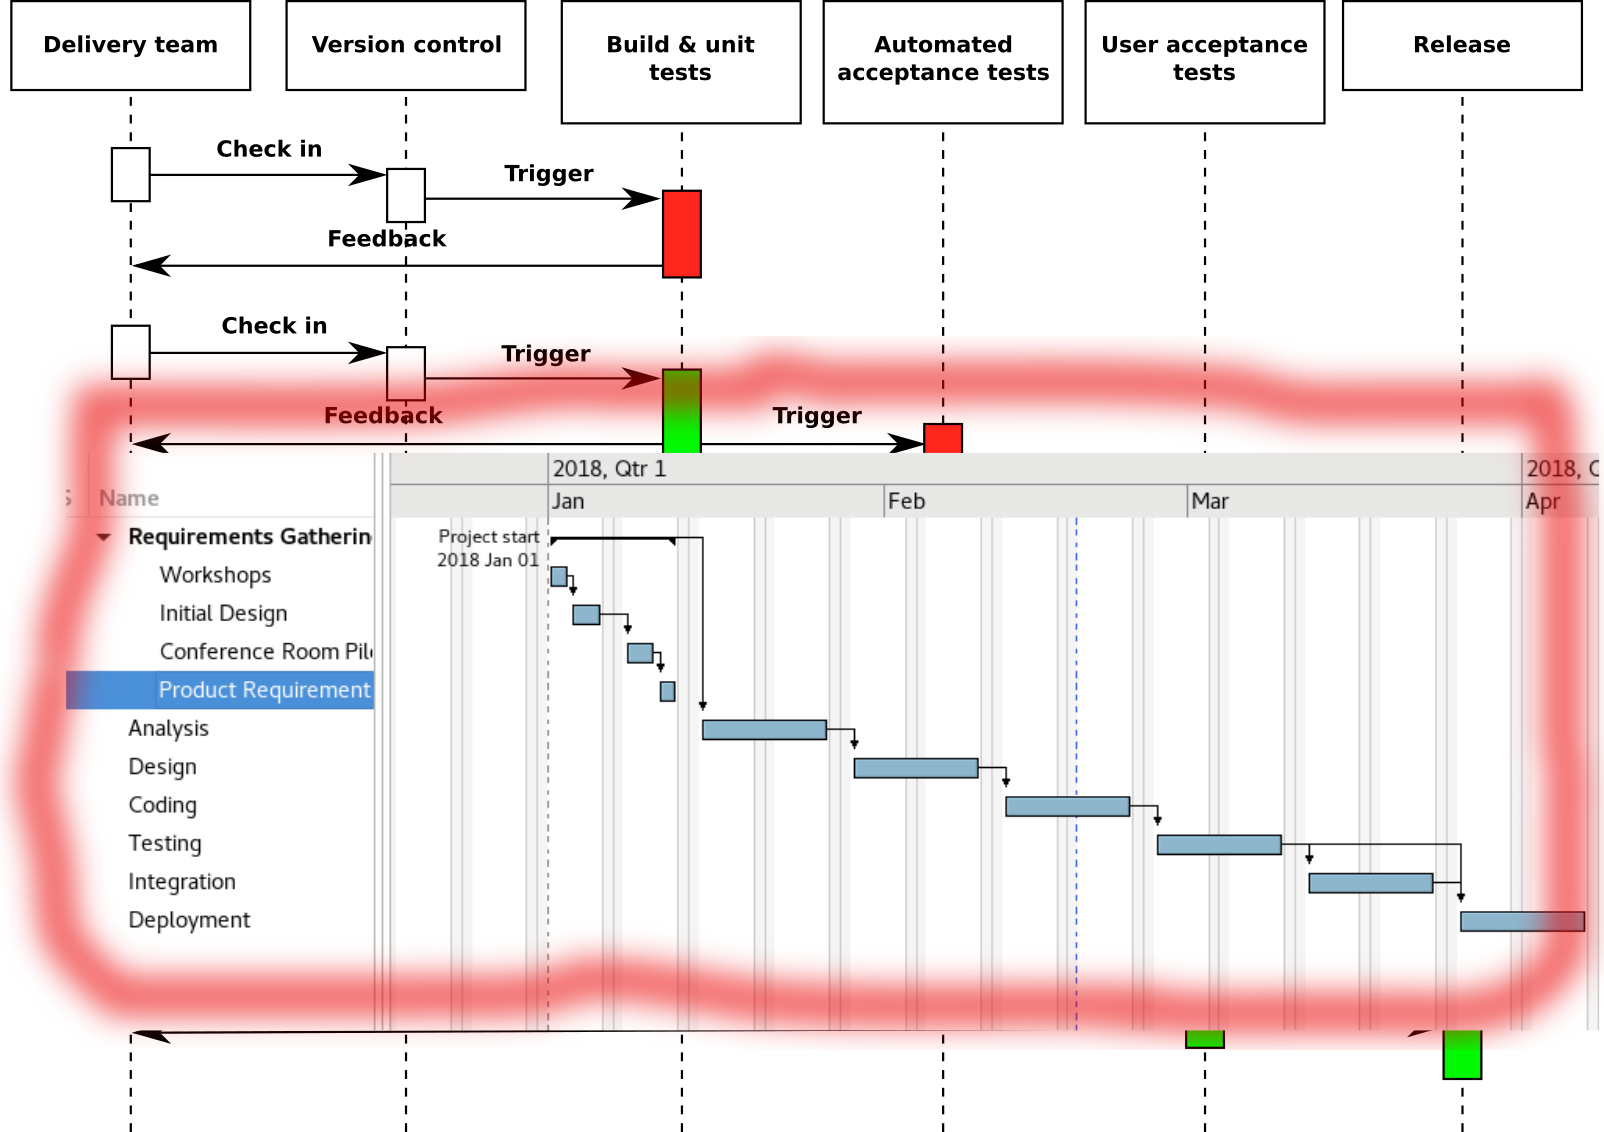 Delivery team
Version control
Build & unit
tests
Automated
acceptance tests
User acceptance
tests
Release
Check in
Trigger
Feedback
Check in
Trigger
Feedback
Trigger
2018, Qtr 1
2018, Q
Name
Jan
Feb
Mar
Apr
Requirements Gatherin
Project start
2018 Jan 01
Workshops
Initial Design
Conference Room Pil
Product Requirement
Analysis
Design
Coding
Testing
Integration
Deployment